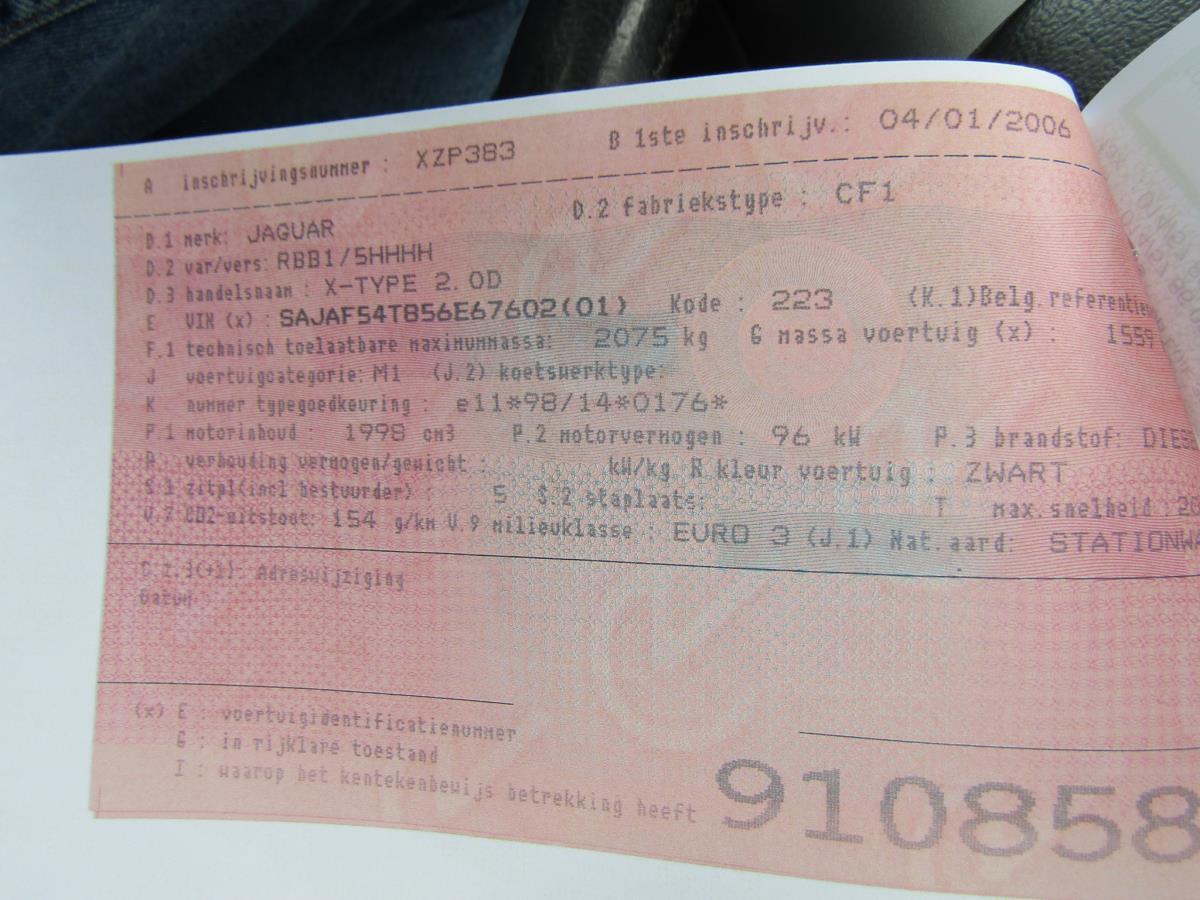 A inschrijvingsnummer : XZP383 B 1ste inschrijv.: 04/01/2006
D.2 fabriekstype : CF1
D.1 merk: JAGUAR
D.2 var/vers: RBB1/5HHHH
D.3 handelsnaam : X-TYPE 2.0D
E VIN (x) : SAJAF54T856E67602(01) Kode : 223 (K.1)Belg.referentie
F.1 technisch toelaatbare maximummassa: 2075 kg G massa voertuig (x) : 1559
J voertuigcategorie: M1 (J.2) koetswerktype:
K nummer typegoedkeuring : e11*98/14*0176*
P.1 motorinhoud : 1998 cm3 P.2 motorvermogen : 96 kW P.3 brandstof: DIES
verhouding vermogen/gewicht : kW/kg R kleur voertuig : ZWART
S.1 zitpl(incl bestuurder) : 5 S.2 staplaats: T max.snelheid :20
V.7 CO2-uitstoot: 154 g/km V.9 milieuklasse : EURO 3 (J.1) Nat.aard: STATIONWA
Adreswijziging
Datum :
(x) E : voertuigidentificatienummer
G : in rijklare toestand
I : waarop het kentekenbewijs betrekking heeft
910858